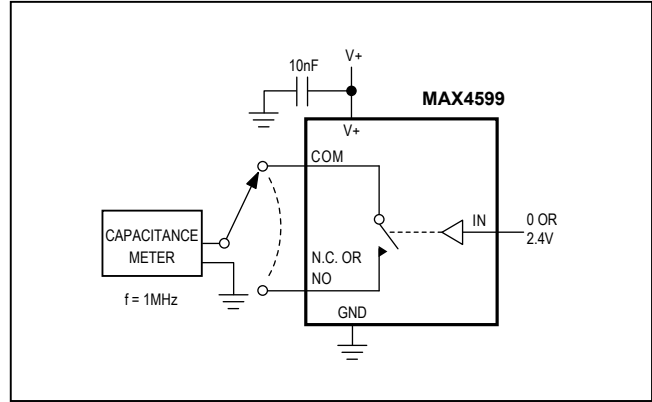 10nF
V+
MAX4599
V+
COM
CAPACITANCE
METER
f = 1MHz
N.C. OR
NO
IN
0 OR
2.4V
GND